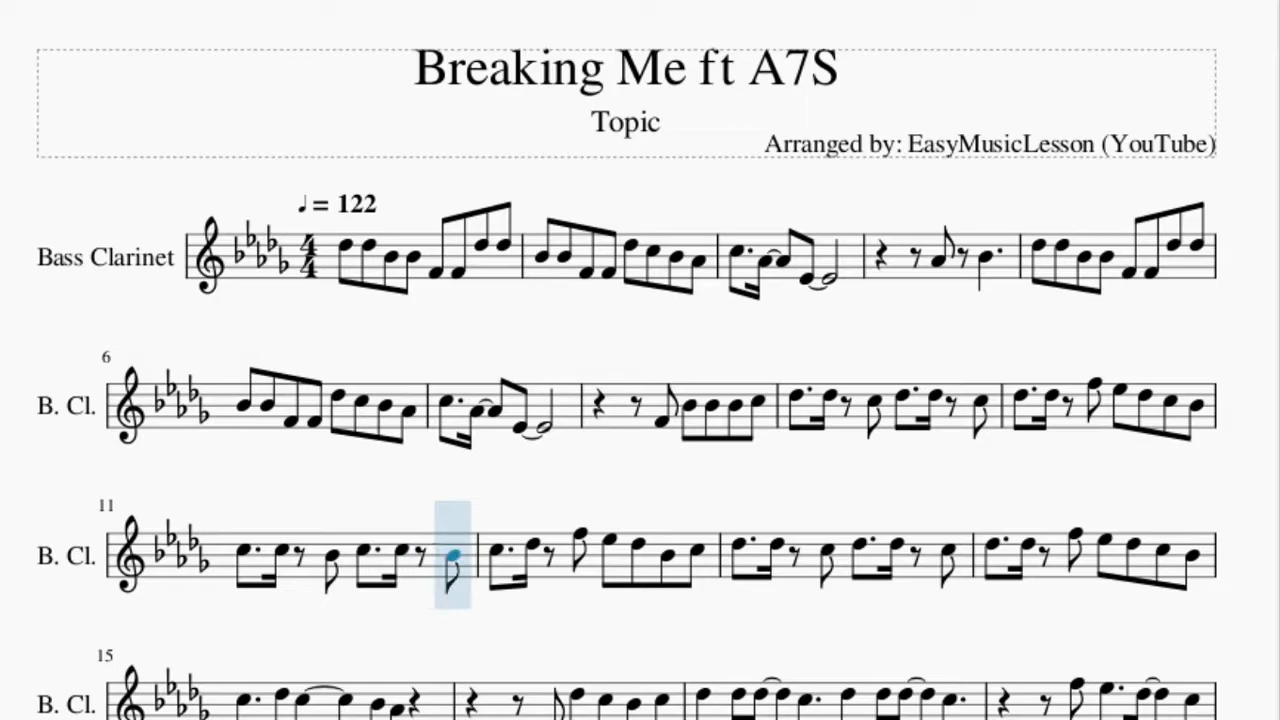 Breaking Me ft A7S
Topic
Arranged by: EasyMusicLesson (YouTube)
♩ = 122
Bass Clarinet
4
4
6
B. Cl.
11
B. Cl.
15
B. Cl.